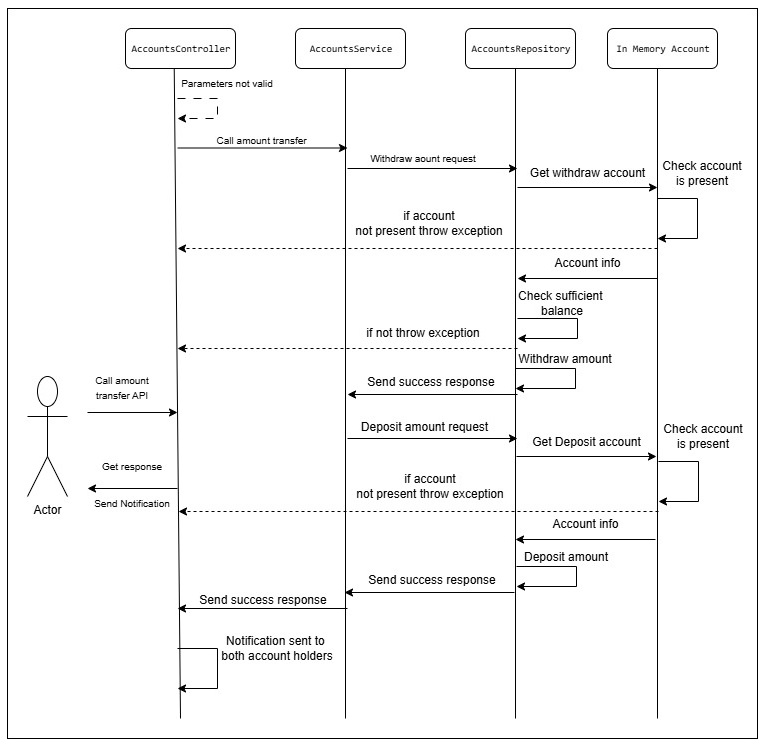 AccountsController
AccountsService
AccountsRepository
In Memory Account
Parameters not valid
Call amount transfer
Withdraw aount request
Get withdraw account
Check account
is present
if account
not present throw exception
Account info
Check sufficient
balance
if not throw exception
Withdraw amount
Send success response
Call amount
transfer API
Deposit amount request
Get Deposit account
Check account
is present
Get response
Send Notification
Actor
if account
not present throw exception
Account info
Deposit amount
Send success response
Send success response
Notification sent to
both account holders